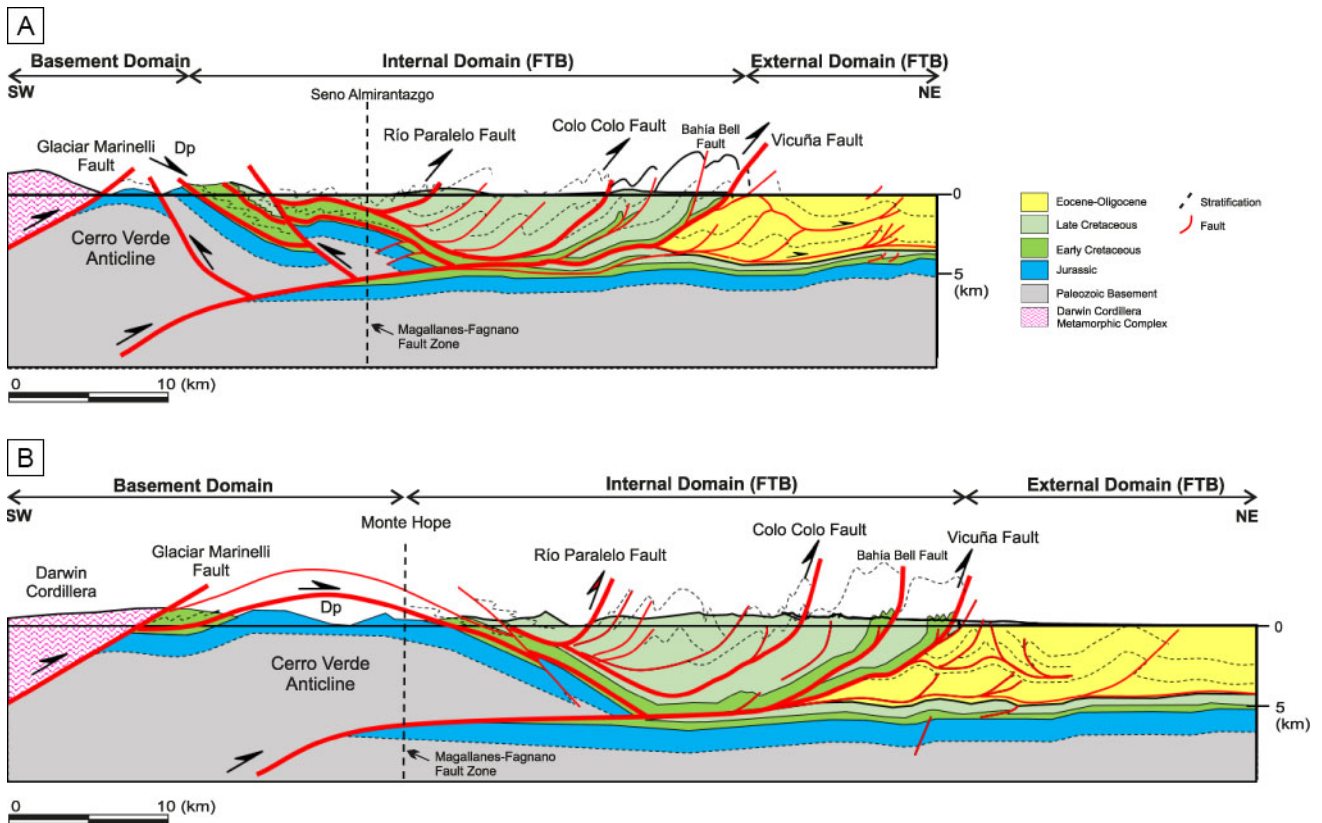 A
Basement Domain
Internal Domain (FTB)
External Domain (FTB)
SW
NE
Seno Almirantazgo
Glaciar Marinelli
Fault
Dp
Río Paralelo Fault
Colo Colo Fault
Bahía Bell
Fault
Vicuña Fault
0
Cerro Verde
Anticline
5
(km)
Magallanes-Fagnano
Fault Zone
0
10 (km)
Eocene-Oligocene
Late Cretaceous
Early Cretaceous
Jurassic
Paleozoic Basement
Darwin Cordillera
Metamorphic Complex
Stratification
Fault
B
Basement Domain
Internal Domain (FTB)
External Domain (FTB)
SW
NE
Monte Hope
Darwin
Cordillera
Glaciar Marinelli
Fault
Dp
Río Paralelo Fault
Colo Colo Fault
Bahía Bell Fault
Vicuña Fault
0
Cerro Verde
Anticline
5
(km)
Magallanes-Fagnano
Fault Zone
0
10 (km)